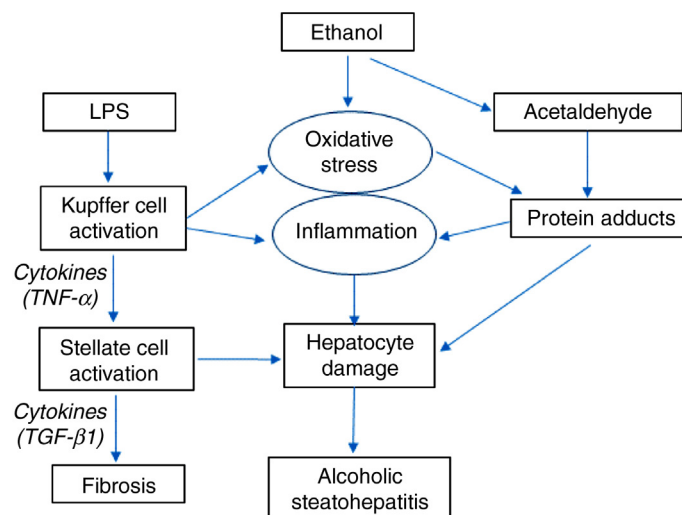 Ethanol
LPS
Acetaldehyde
Oxidative
stress
Kupffer cell
activation
Inflammation
Protein adducts
Cytokines
(TNF-α)
Stellate cell
activation
Hepatocyte
damage
Cytokines
(TGF-β1)
Fibrosis
Alcoholic
steatohepatitis